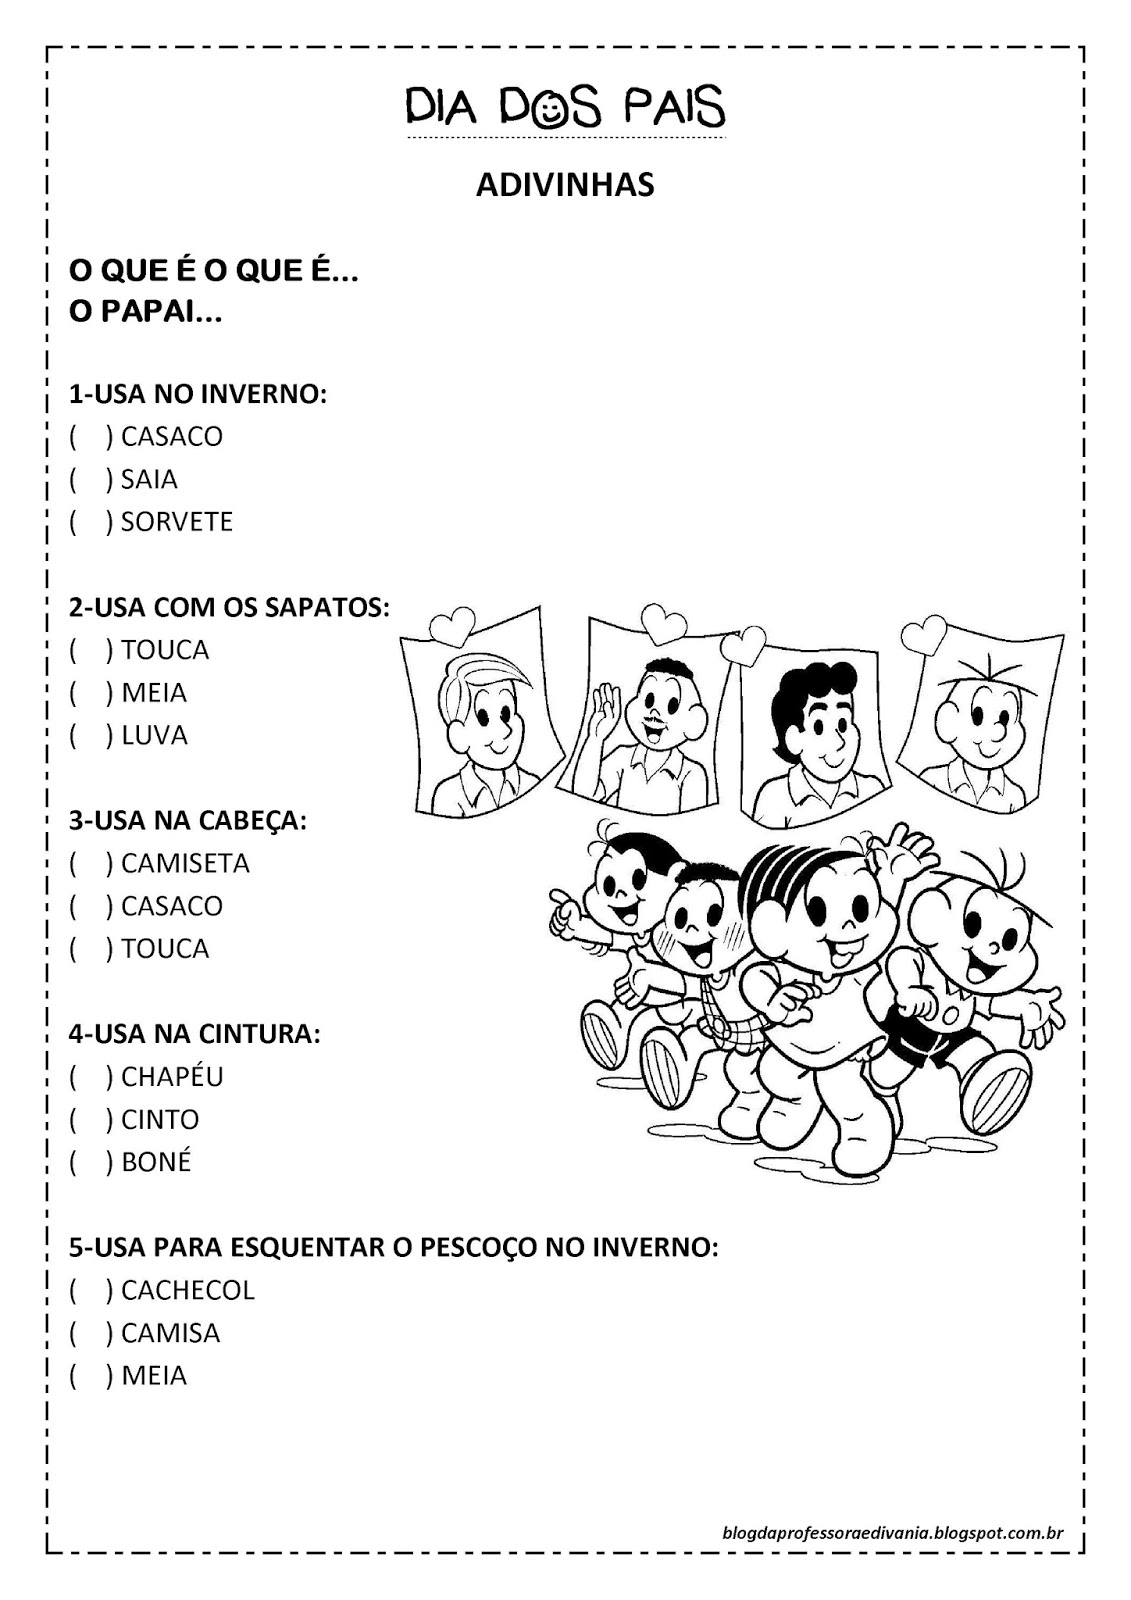 DIA DOS PAIS
ADIVINHAS
O QUE É O QUE É...
O PAPAI...
1-USA NO INVERNO:
(    ) CASACO
(    ) SAIA
(    ) SORVETE
2-USA COM OS SAPATOS:
(    ) TOUCA
(    ) MEIA
(    ) LUVA
3-USA NA CABEÇA:
(    ) CAMISETA
(    ) CASACO
(    ) TOUCA
4-USA NA CINTURA:
(    ) CHAPÉU
(    ) CINTO
(    ) BONÉ
5-USA PARA ESQUENTAR O PESCOÇO NO INVERNO:
(    ) CACHECOL
(    ) CAMISA
(    ) MEIA
blogdaprofessoraedivania.blogspot.com.br